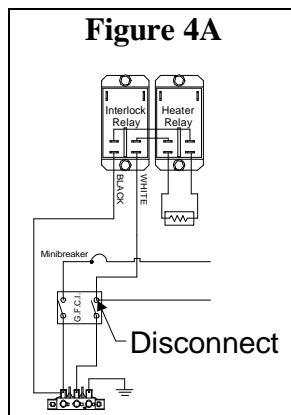 Figure 4A
Interlock Relay
Heater Relay
BLACK
WHITE
Minibreaker
G.F.C.I.
Disconnect